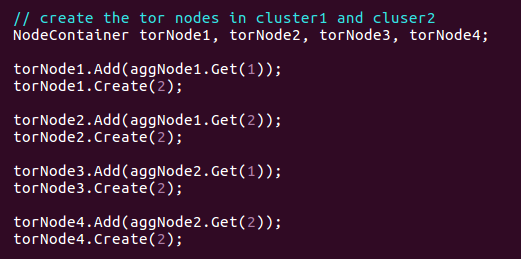 // create the tor nodes in cluster1 and cluser2
NodeContainer torNode1, torNode2, torNode3, torNode4;
torNode1.Add(aggNode1.Get(1));
torNode1.Create(2);
torNode2.Add(aggNode1.Get(2));
torNode2.Create(2);
torNode3.Add(aggNode2.Get(1));
torNode3.Create(2);
torNode4.Add(aggNode2.Get(2));
torNode4.Create(2);